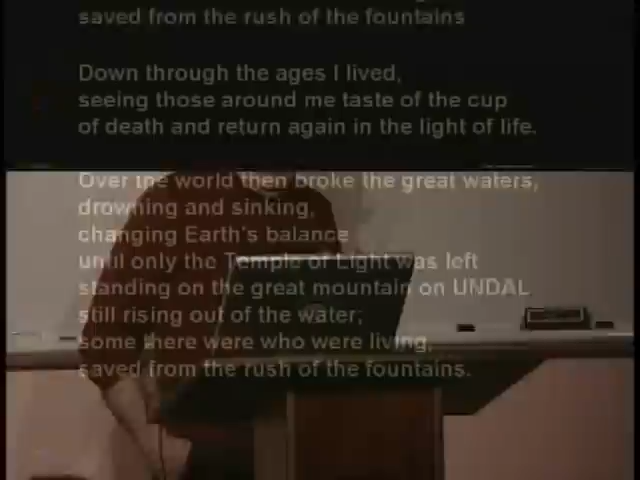 saved from the rush of the fountains
Down through the ages I lived,
seeing those around me taste of the cup
of death and return again in the light of life.
Over the world then broke the great waters,
drowning and sinking,
changing Earth's balance
until only the Temple of Light was left
standing on the great mountain on UNDAL
still rising out of the water;
some there were who were living,
saved from the rush of the fountains.